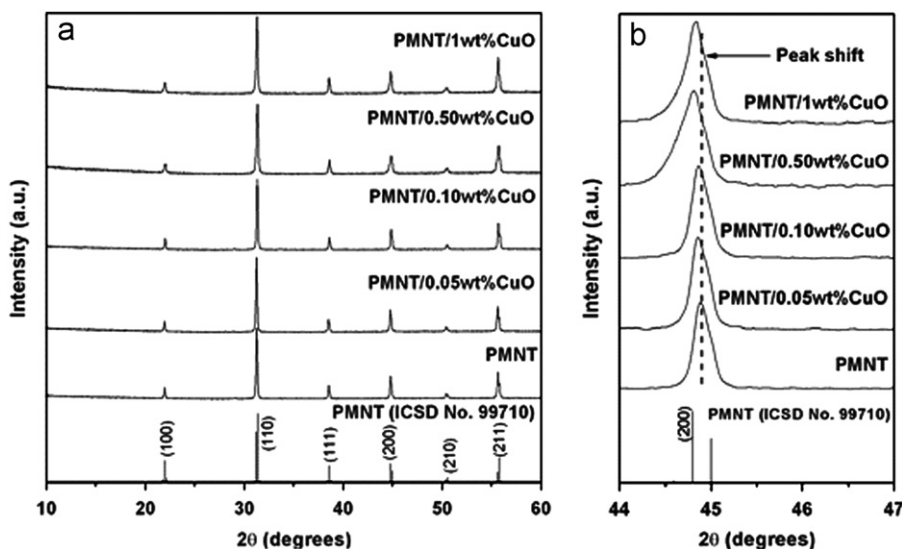 a
PMNT/1wt%CuO
PMNT/0.50wt%CuO
PMNT/0.10wt%CuO
PMNT/0.05wt%CuO
PMNT
PMNT (ICSD No. 99710)
(100)
(110)
(111)
(200)
(210)
(211)
Intensity (a.u.)
10 20 30 40 50 60
2θ (degrees)
b
Peak shift
PMNT/1wt%CuO
PMNT/0.50wt%CuO
PMNT/0.10wt%CuO
PMNT/0.05wt%CuO
PMNT
PMNT (ICSD No. 99710)
(200)
Intensity (a.u.)
44 45 46 47
2θ (degrees)